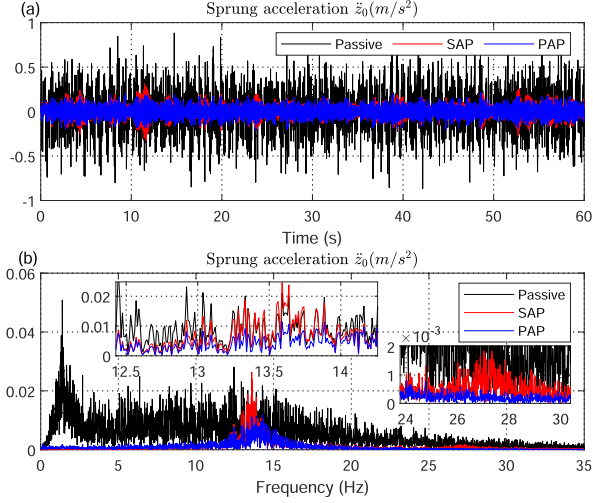 (a)
Sprung acceleration z̈₀(m/s²)
1
0.5
0
-0.5
-1
Passive SAP PAP
0 10 20 30 40 50 60
Time (s)
(b)
Sprung acceleration z̈₀(m/s²)
0.06
0.04
0.02
0
0.02
0.01
0
12.5 13 13.5 14
Passive
SAP
PAP
× 10⁻³
2
1
0
24 26 28 30
0 5 10 15 20 25 30 35
Frequency (Hz)